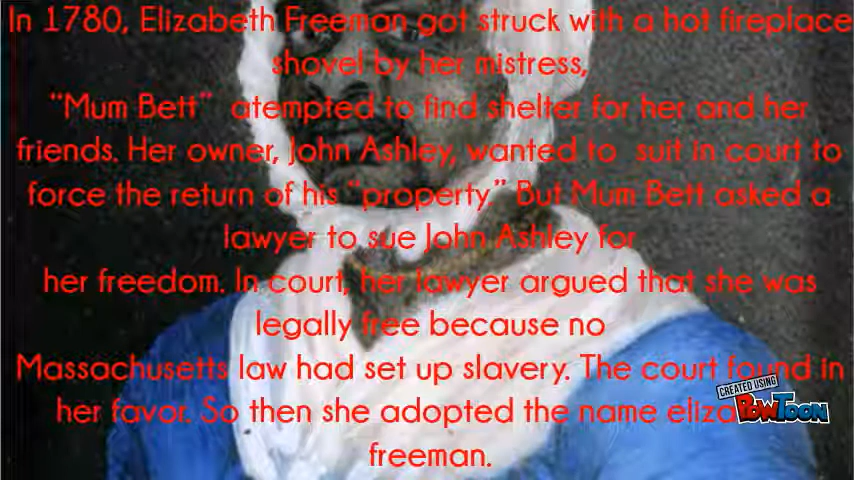 In 1780, Elizabeth Freeman got struck with a hot fireplace
shovel by her mistress,
“Mum Bett” atempted to find shelter for her and her
friends. Her owner, John Ashley, wanted to suit in court to
force the return of his “property.” But Mum Bett asked a
lawyer to sue John Ashley for
her freedom. In court, her lawyer argued that she was
legally free because no
Massachusetts law had set up slavery. The court found in
her favor. So then she adopted the name
freeman.
CREATED USING
POWTOON